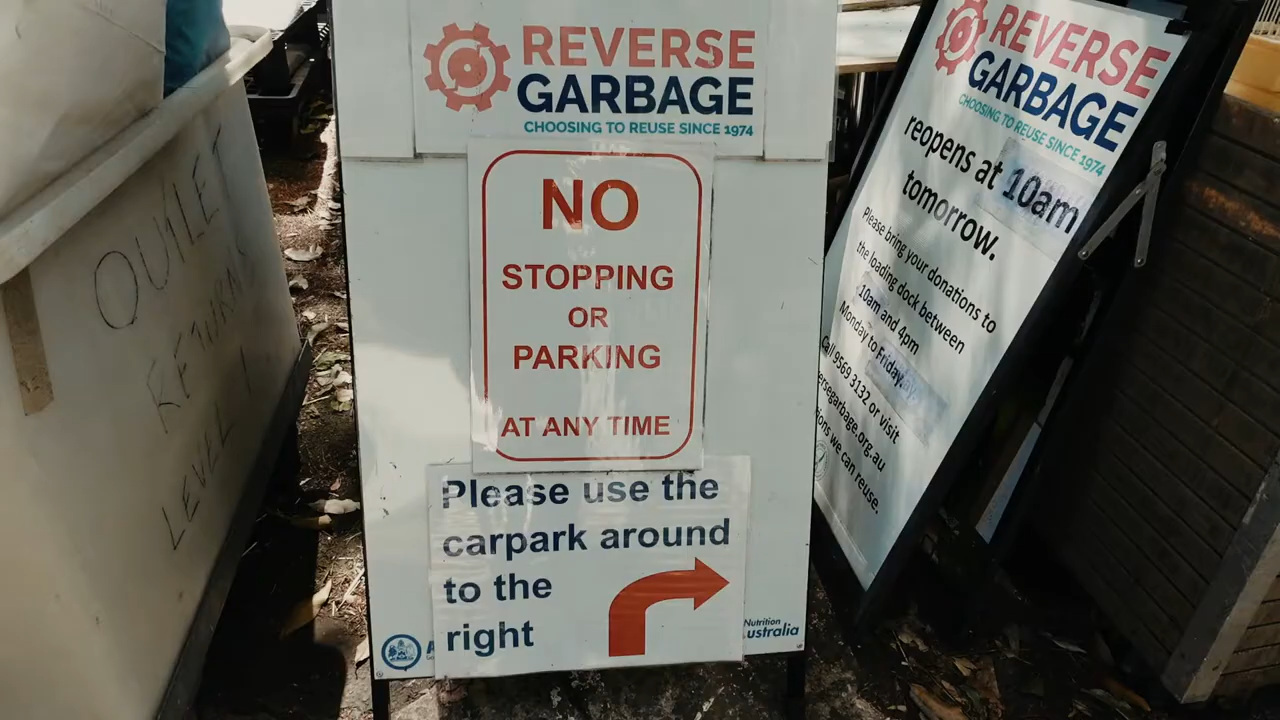 REVERSE
GARBAGE
CHOOSING TO REUSE SINCE 1974
NO
STOPPING
OR
PARKING
AT ANY TIME
Please use the
carpark around
to the
right
Nutrition
Australia
REVERSE
GARBAGE
CHOOSING TO REUSE SINCE 1974
reopens at 10am
tomorrow.
Please bring your donations to
the loading dock between
10am and 4pm
Monday to Friday.
Call 9569 3132 or visit
ersegarbage.org.au
ions we can reuse.
LEVEL 1